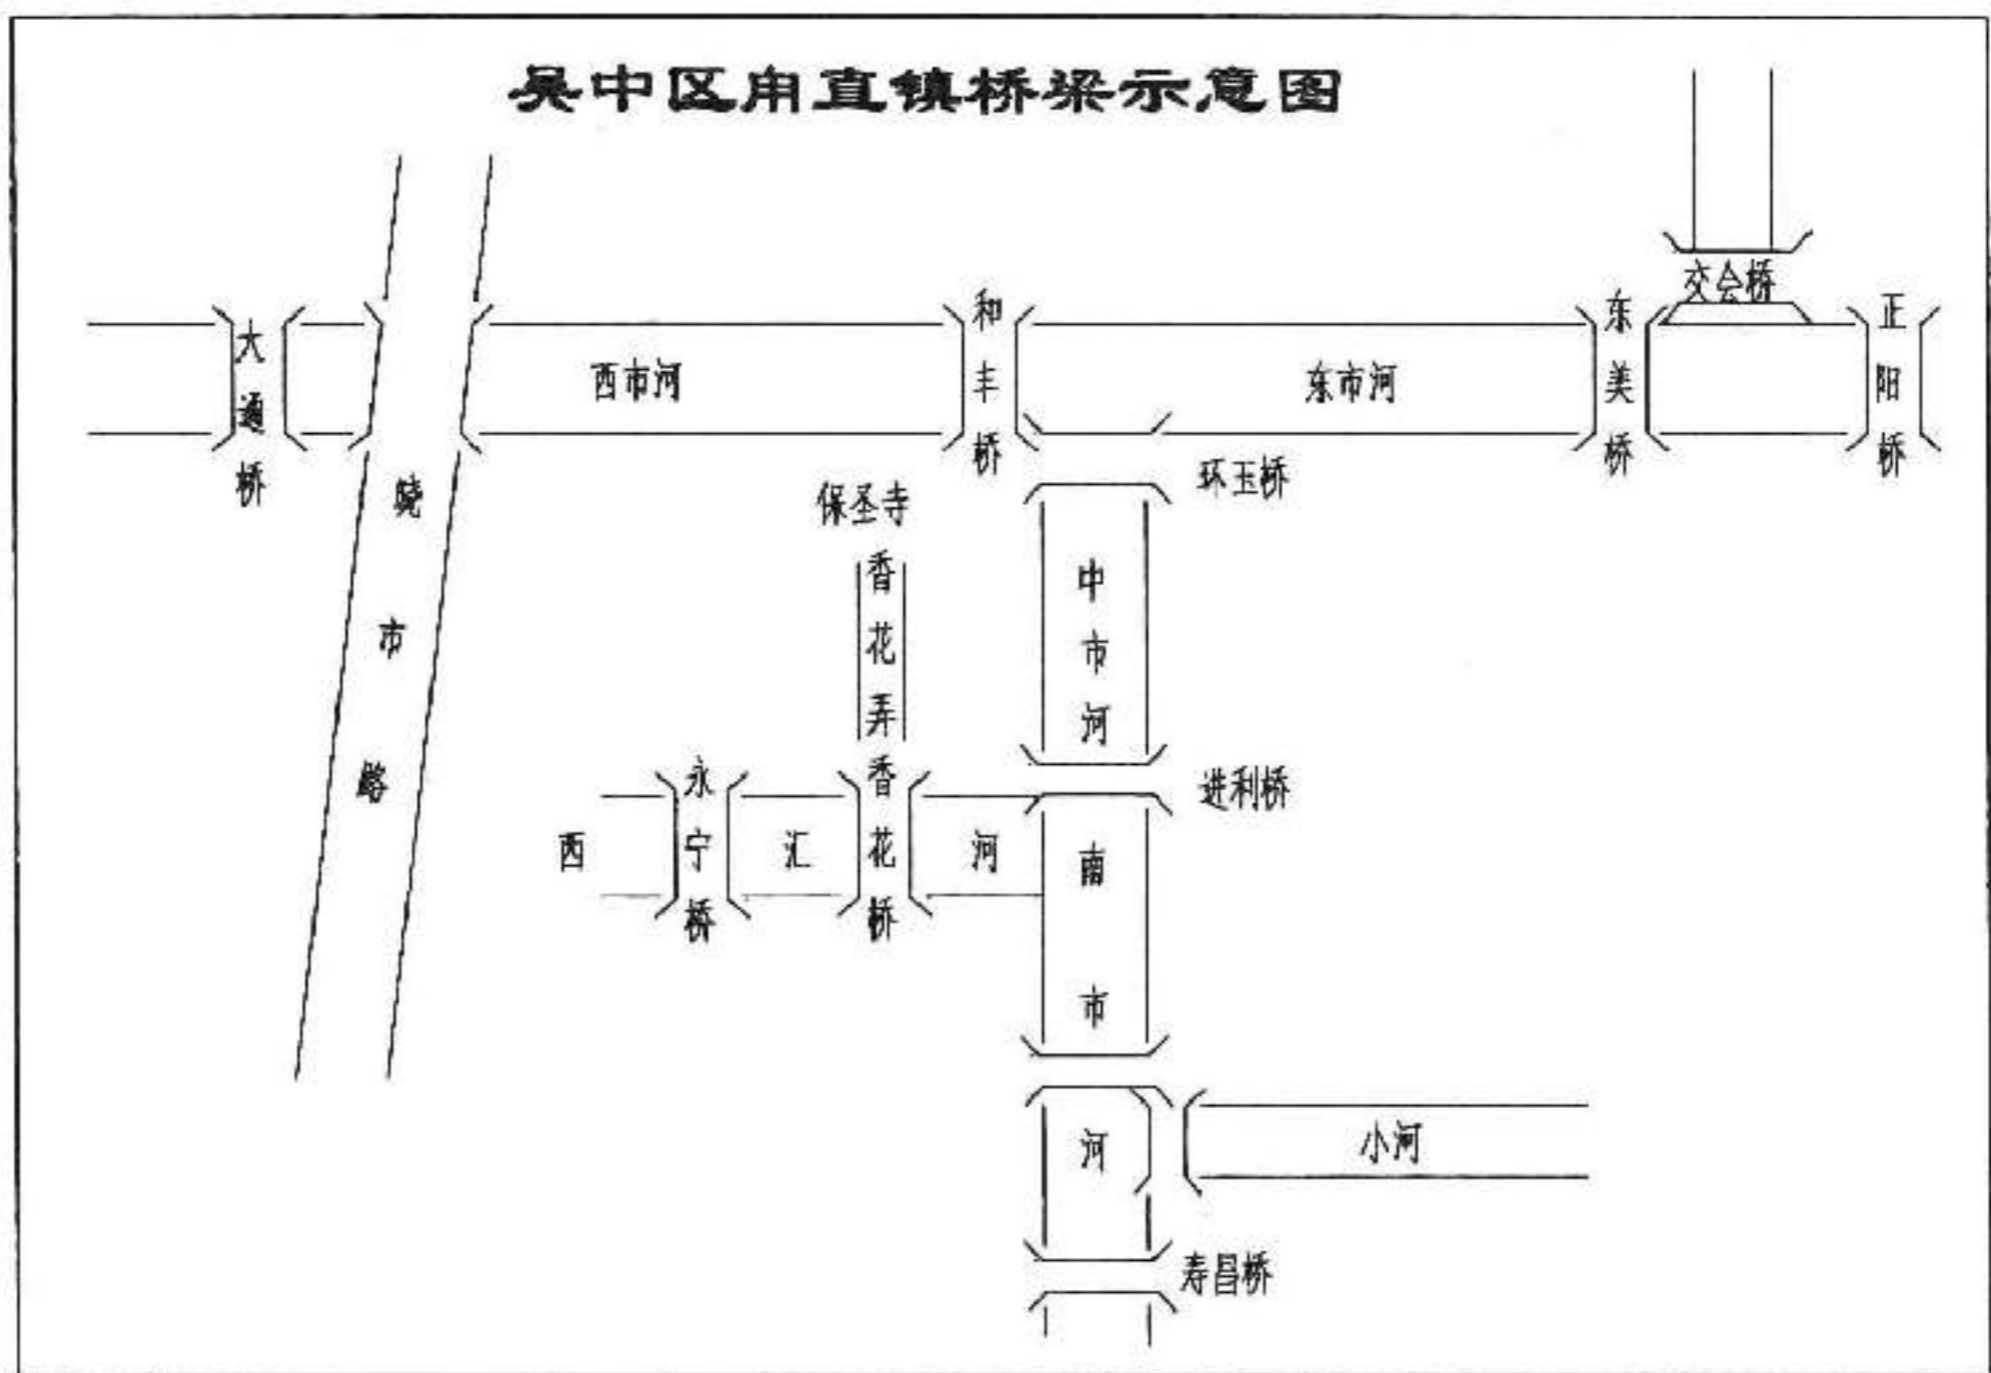 吴中区甪直镇桥梁示意图
交会桥
大通桥
和丰桥
东美桥
正阳桥
西市河
东市河
环玉桥
晓市路
保圣寺
香花弄
中市河
进利桥
永宁桥
香花桥
西汇河
南市河
小河
寿昌桥